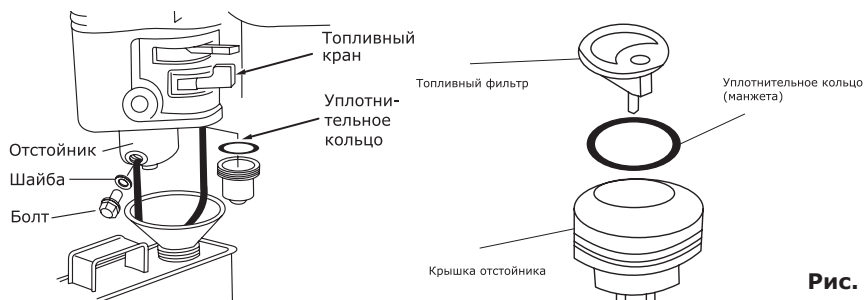 Топливный
кран
Уплотни-
тельное
кольцо
Отстойник
Шайба
Болт
Топливный фильтр
Уплотнительное кольцо
(манжета)
Крышка отстойника
Рис.